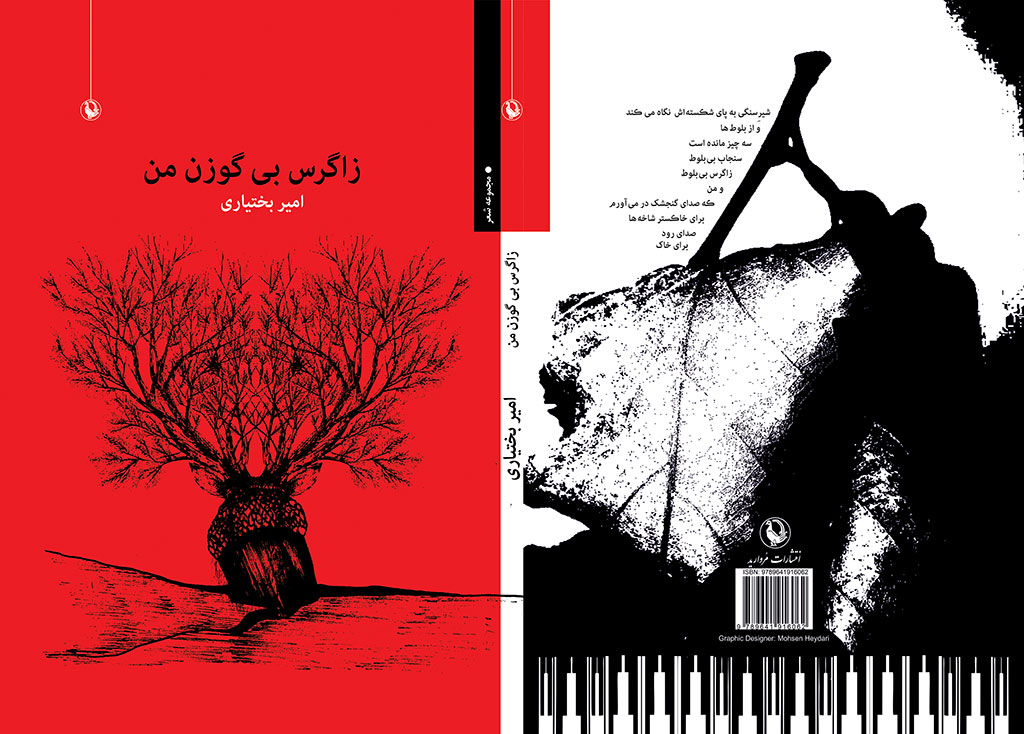 زاگرس بی گوزن من
امیر بختیاری
مجموعه شعر
زاگرس بی گوزن من
امیر بختیاری
شیرسنگی به پای شکسته‌اش نگاه می کند
و از بلوط ها
سه چیز مانده است
سنجاب بی‌بلوط
زاگرس بی‌بلوط
و من
که صدای گنجشک در می‌آورم
برای خاکستر شاخه‌ها
صدای رود
برای خاک
انتشارات مروارید
ISBN: 9789641916062
9 789641 916062
Graphic Designer: Mohsen Heydari